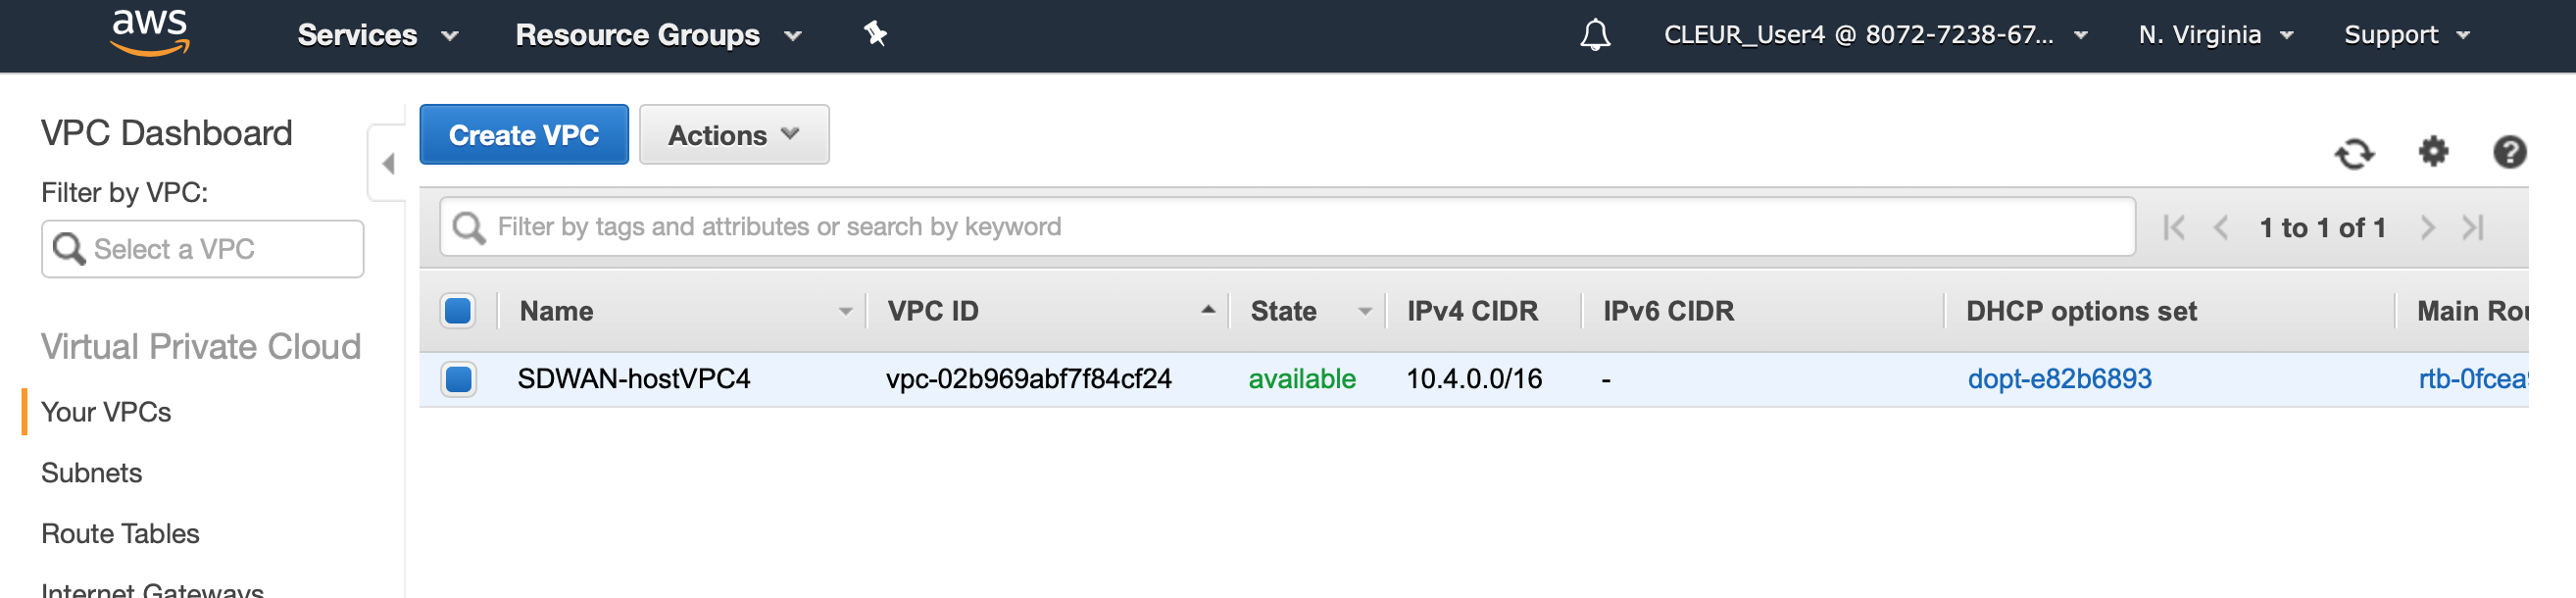 aws Services Resource Groups CLEUR_User4 @ 8072-7238-67... N. Virginia Support
VPC Dashboard
Filter by VPC:
Select a VPC
Virtual Private Cloud
Your VPCs
Subnets
Route Tables
Internet Gateways
Create VPC Actions
Filter by tags and attributes or search by keyword 1 to 1 of 1
Name VPC ID State IPv4 CIDR IPv6 CIDR DHCP options set Main Rou
SDWAN-hostVPC4 vpc-02b969abf7f84cf24 available 10.4.0.0/16 - dopt-e82b6893 rtb-0fcea